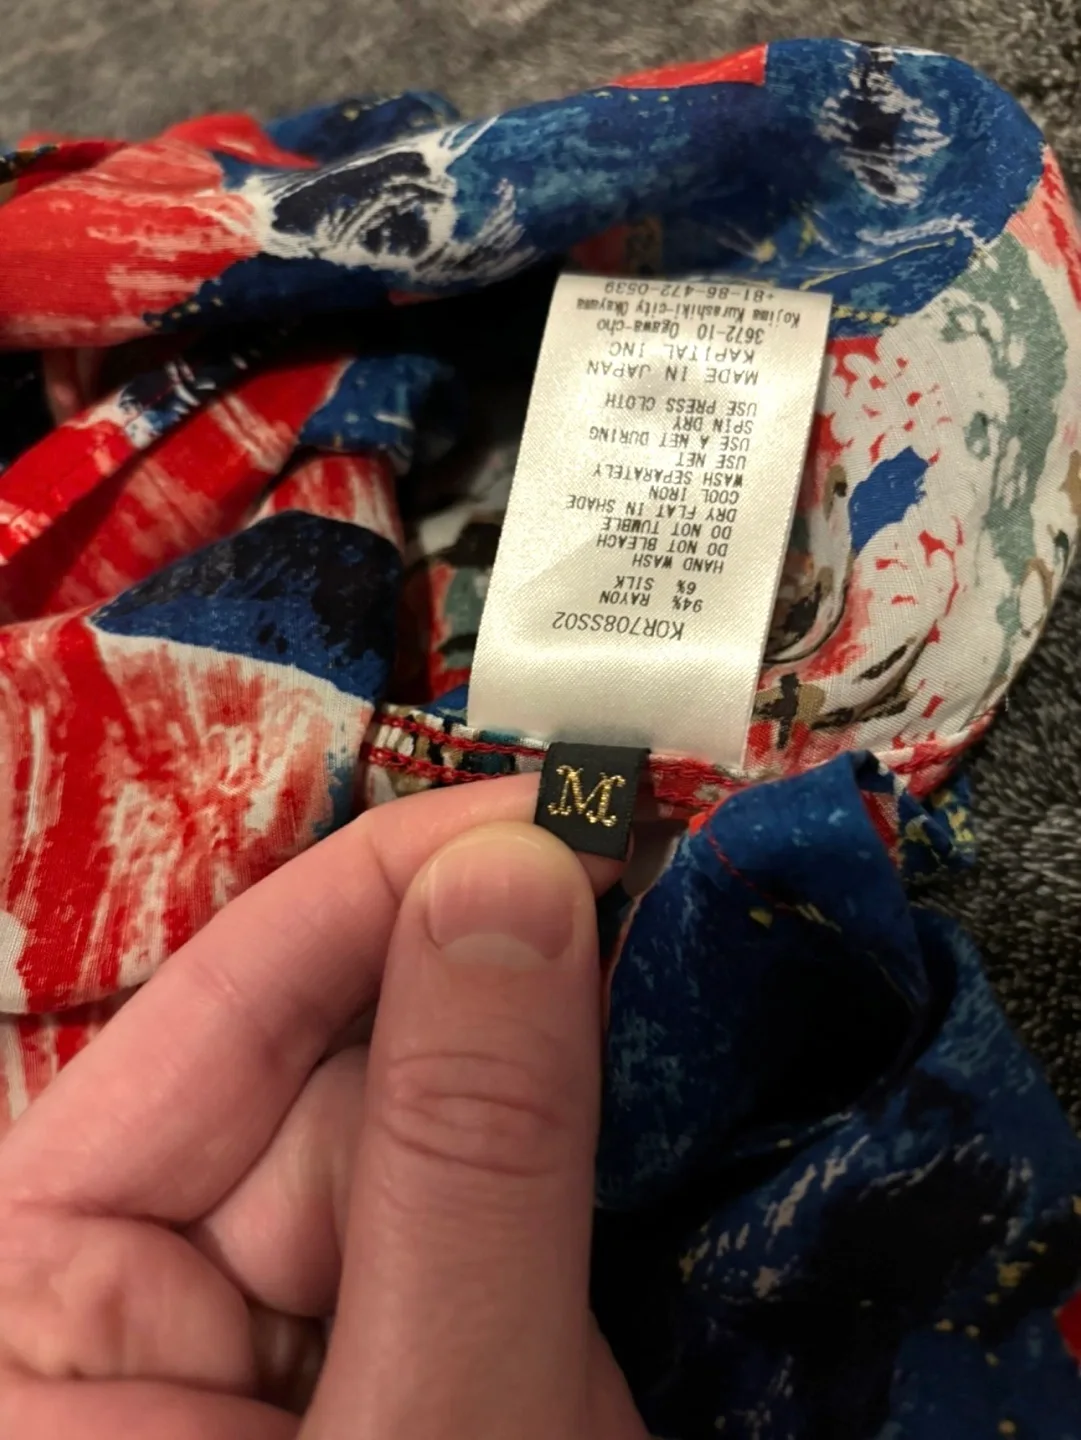 KOR708SS02
94% RAYON
6% SILK
HAND WASH
DO NOT BLEACH
DO NOT TUMBLE
DRY FLAT IN SHADE
COOL IRON
WASH SEPARATELY
USE NET
USE A NET DURING
SPIN DRY
USE PRESS CLOTH
MADE IN JAPAN
KAPITAL INC
3672-10 Ogawa-cho
Kojima Kurashiki-city Okayama
+81-86-472-0539
M